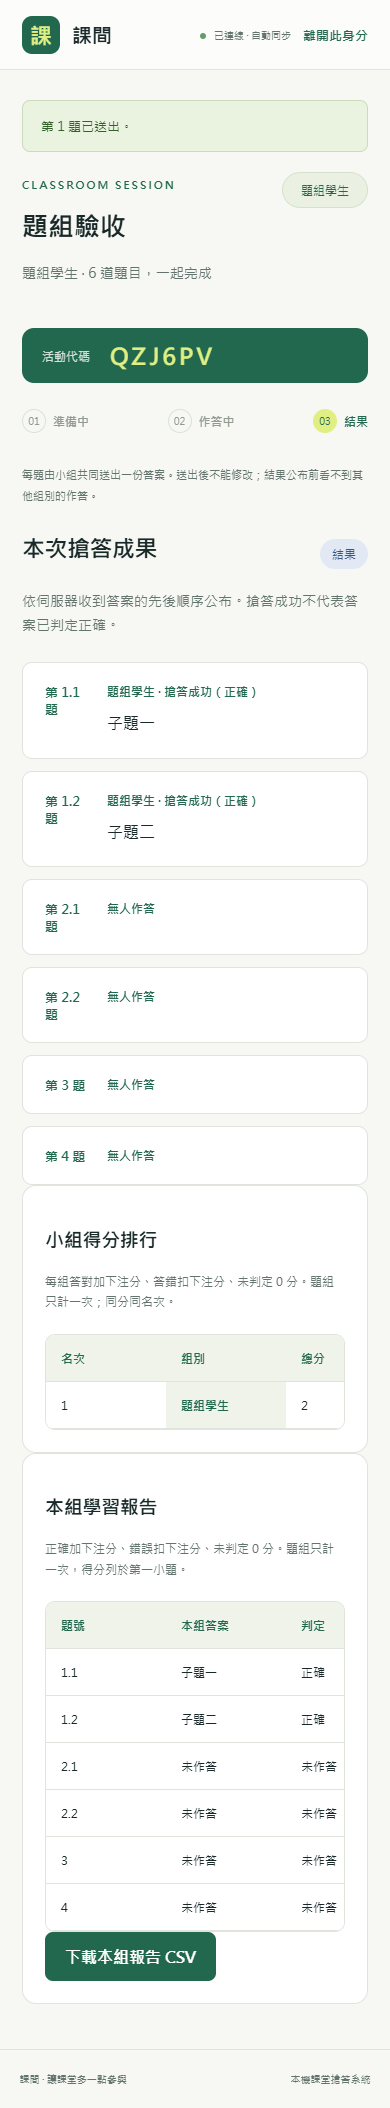 課 課間 已連線 · 自動同步 離開此身分
第 1 題已送出。
CLASSROOM SESSION
題組學生
題組驗收
題組學生 · 6 道題目，一起完成
活動代碼 QZJ6PV
01 準備中 02 作答中 03 結果
每題由小組共同送出一份答案。送出後不能修改；結果公布前看不到其
他組別的作答。
本次搶答成果 結果
依伺服器收到答案的先後順序公布。搶答成功不代表答
案已判定正確。
第 1.1 題 題組學生 · 搶答成功（正確）
子題一
第 1.2 題 題組學生 · 搶答成功（正確）
子題二
第 2.1 題 無人作答
第 2.2 題 無人作答
第 3 題 無人作答
第 4 題 無人作答
小組得分排行
每組答對加下注分、答錯扣下注分、未判定 0 分。題組
只計一次；同分同名次。
名次 組別 總分
1 題組學生 2
本組學習報告
正確加下注分、錯誤扣下注分、未判定 0 分。題組只計
一次，得分列於第一小題。
題號 本組答案 判定
1.1 子題一 正確
1.2 子題二 正確
2.1 未作答 未作答
2.2 未作答 未作答
3 未作答 未作答
4 未作答 未作答
下載本組報告 CSV
課間 · 讓課堂多一點參與 本機課堂搶答系統